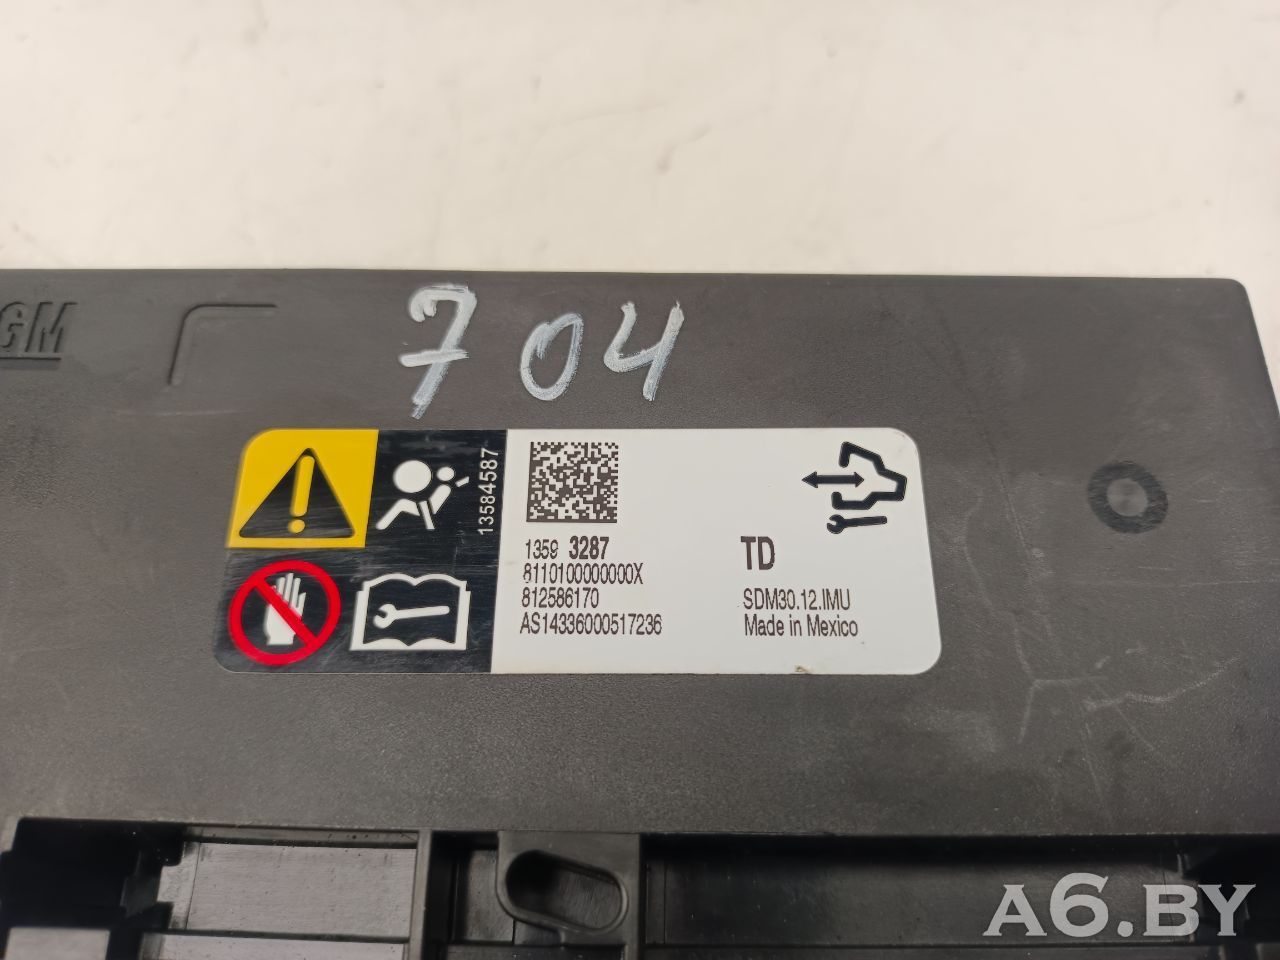 GM
704
13584587
1359 3287
8110100000000X
812586170
AS14336000517236
TD
SDM30.12.IMU
Made in Mexico
A6.BY